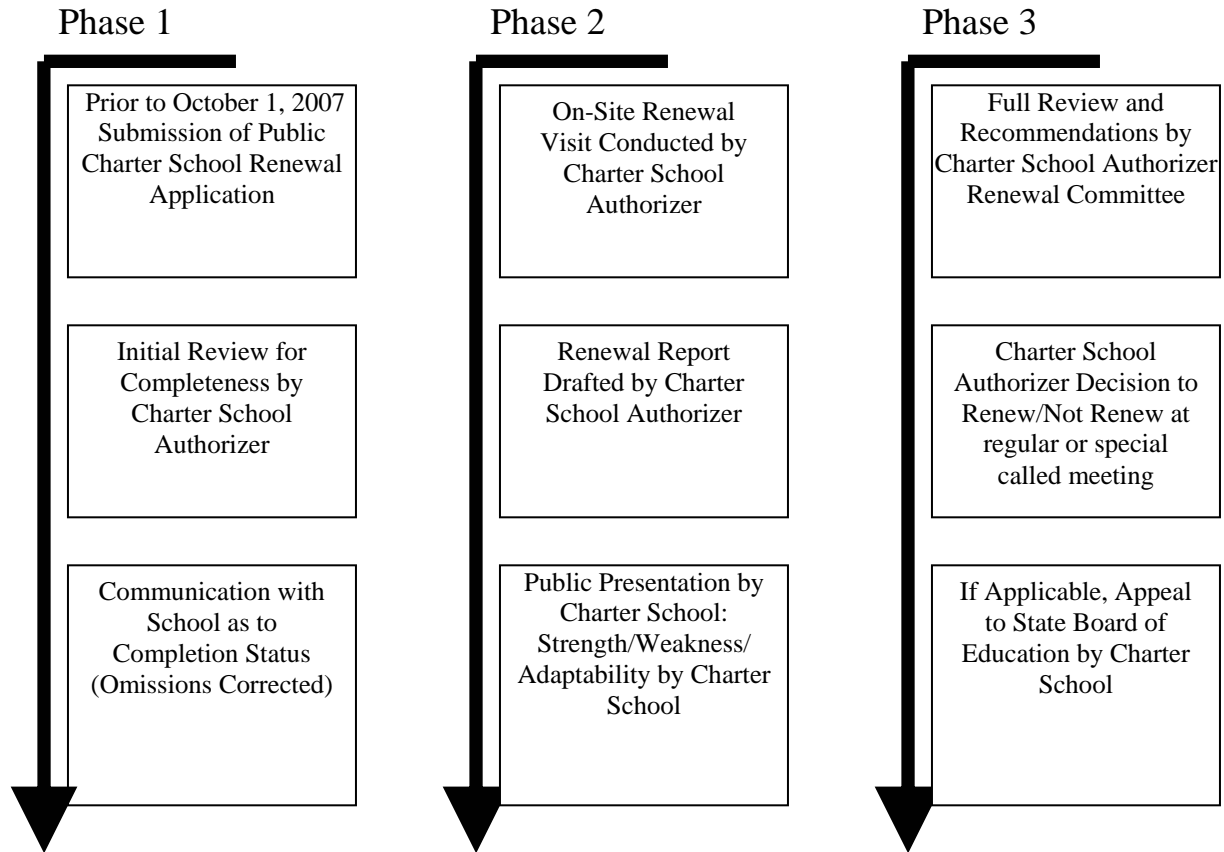 Phase 1
Prior to October 1, 2007
Submission of Public
Charter School Renewal
Application
Initial Review for
Completeness by
Charter School
Authorizer
Communication with
School as to
Completion Status
(Omissions Corrected)
Phase 2
On-Site Renewal
Visit Conducted by
Charter School
Authorizer
Renewal Report
Drafted by Charter
School Authorizer
Public Presentation by
Charter School:
Strength/Weakness/
Adaptability by Charter
School
Phase 3
Full Review and
Recommendations by
Charter School Authorizer
Renewal Committee
Charter School
Authorizer Decision to
Renew/Not Renew at
regular or special
called meeting
If Applicable, Appeal
to State Board of
Education by Charter
School